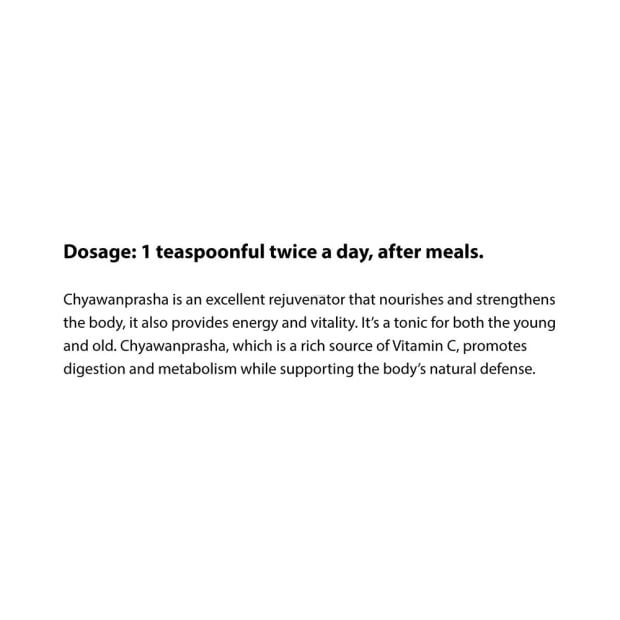 Dosage: 1 teaspoonful twice a day, after meals.
Chyawanprasha is an excellent rejuvenator that nourishes and strengthens
the body, it also provides energy and vitality. It’s a tonic for both the young
and old. Chyawanprasha, which is a rich source of Vitamin C, promotes
digestion and metabolism while supporting the body’s natural defense.